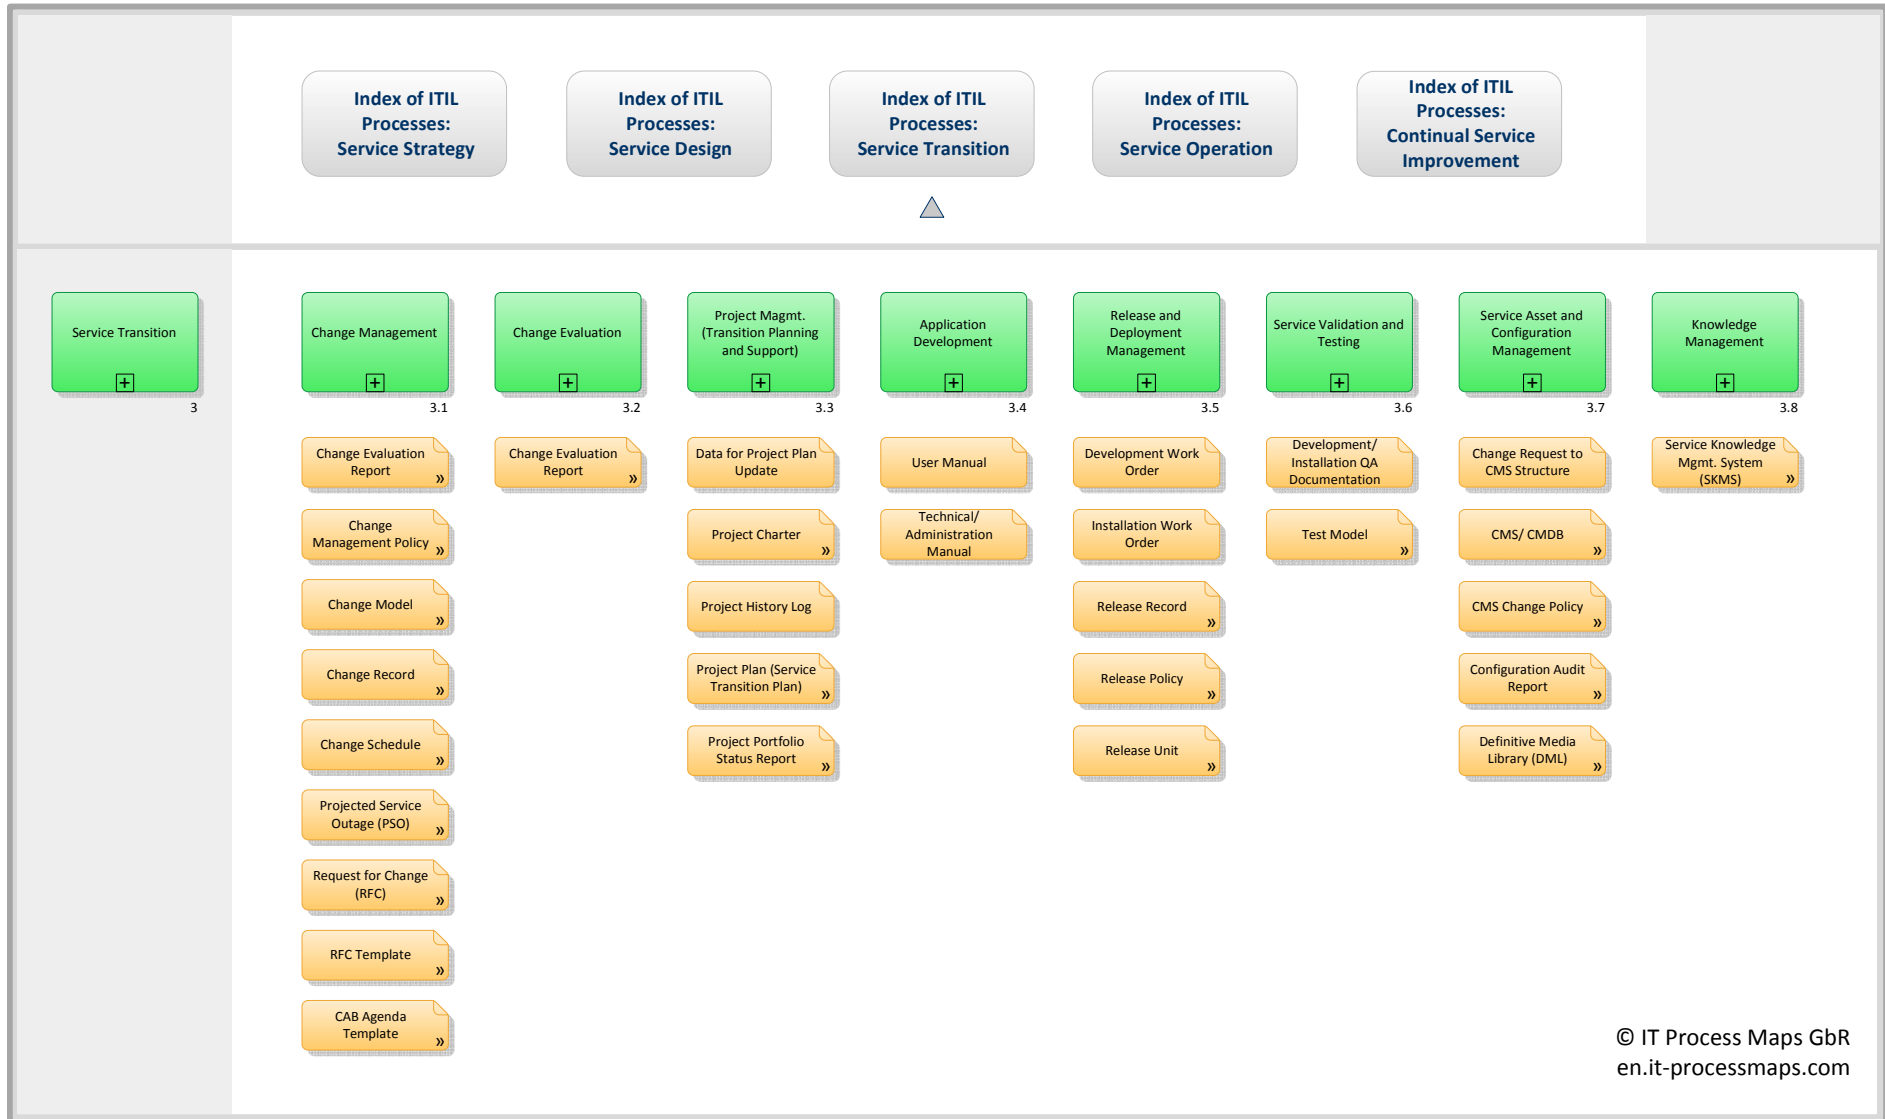 Index of ITIL
Processes:
Service Strategy
Index of ITIL
Processes:
Service Design
Index of ITIL
Processes:
Service Transition
Index of ITIL
Processes:
Service Operation
Index of ITIL
Processes:
Continual Service
Improvement
Service Transition
3
Change Management
3.1
Change Evaluation
3.2
Project Magmt.
(Transition Planning
and Support)
3.3
Application
Development
3.4
Release and
Deployment
Management
3.5
Service Validation and
Testing
3.6
Service Asset and
Configuration
Management
3.7
Knowledge
Management
3.8
Change Evaluation
Report
»
Change
Management Policy
»
Change Model
»
Change Record
»
Change Schedule
»
Projected Service
Outage (PSO)
»
Request for Change
(RFC)
»
RFC Template
»
CAB Agenda
Template
»
Change Evaluation
Report
»
Data for Project Plan
Update
Project Charter
»
Project History Log
Project Plan (Service
Transition Plan)
»
Project Portfolio
Status Report
»
User Manual
Technical/
Administration
Manual
Development Work
Order
Installation Work
Order
Release Record
»
Release Policy
»
Release Unit
»
Development/
Installation QA
Documentation
Test Model
»
Change Request to
CMS Structure
CMS/ CMDB
»
CMS Change Policy
»
Configuration Audit
Report
»
Definitive Media
Library (DML)
»
Service Knowledge
Mgmt. System
(SKMS)
»
© IT Process Maps GbR
en.it-processmaps.com